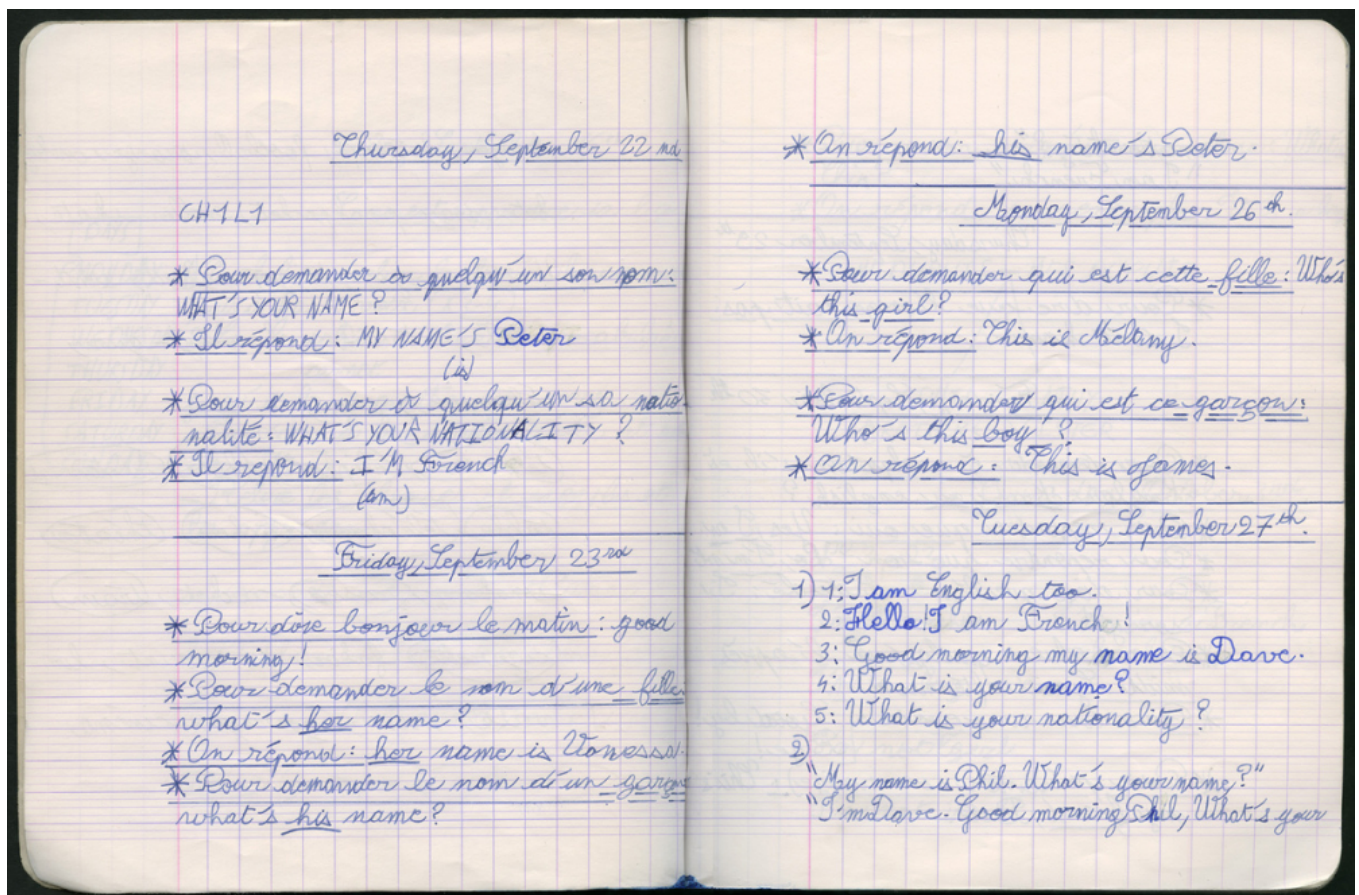 Thursday, September 22 nd
CH1L1
* Pour demander à quelqu'un son nom:
WHAT'S YOUR NAME ?
* Il répond : MY NAME'S Peter
(is)
* Pour demander à quelqu'un sa natio
nalité : WHAT'S YOUR NATIONALITY ?
* Il repond : I'M French
(am)
Friday, September 23rd
* Pour dire bonjour le matin : good
morning!
* Pour demander le nom d'une fille
what's her name ?
* On répond : her name is Vanessa.
* Pour demander le nom d'un garçon
what's his name?
* On répond : his name's Peter.
Monday, September 26th.
* Pour demander qui est cette fille : Who's
this girl?
* On répond : This is Mélany.
* Pour demander qui est ce garçon :
Who's this boy ?
* On répond : This is James.
Tuesday, September 27th.
1) 1: I am English too.
2: Hello! I am French !
3: Good morning my name is Dave.
4: What is your name?
5: What is your nationality ?
2)
"My name is Phil. What's your name?"
"I'm Dave. Good morning Phil, What's your